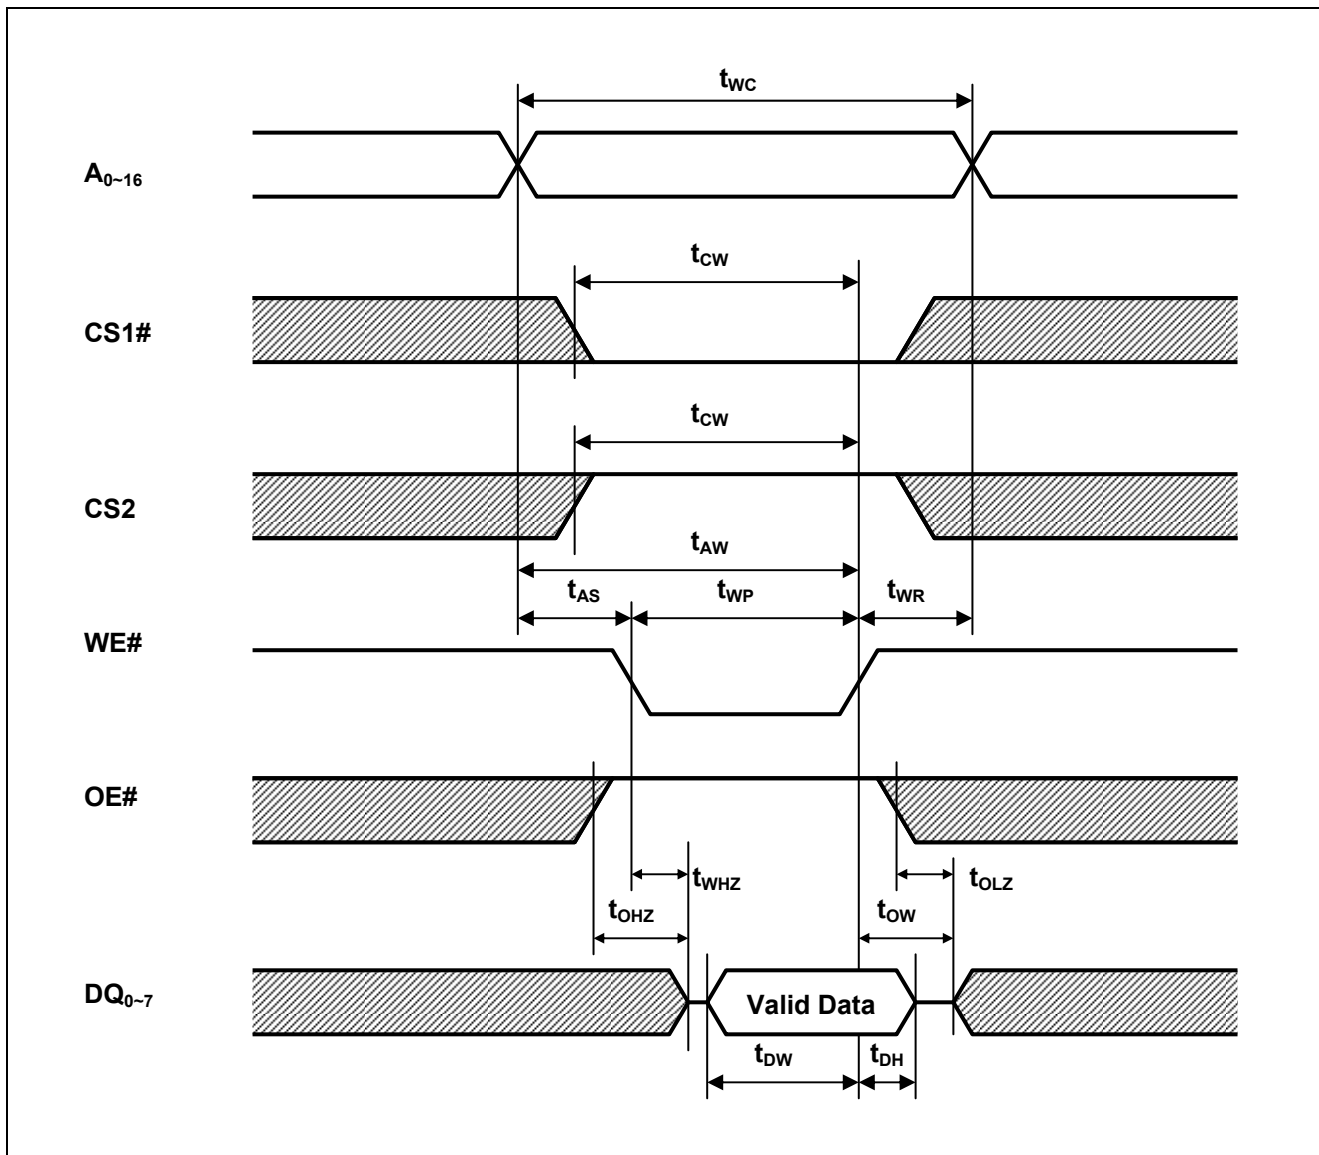 tWC
A0~16
tCW
CS1#
tCW
CS2
tAW
tAS tWP tWR
WE#
OE#
tWHZ tOLZ
tOHZ tOW
DQ0~7 Valid Data
tDW tDH